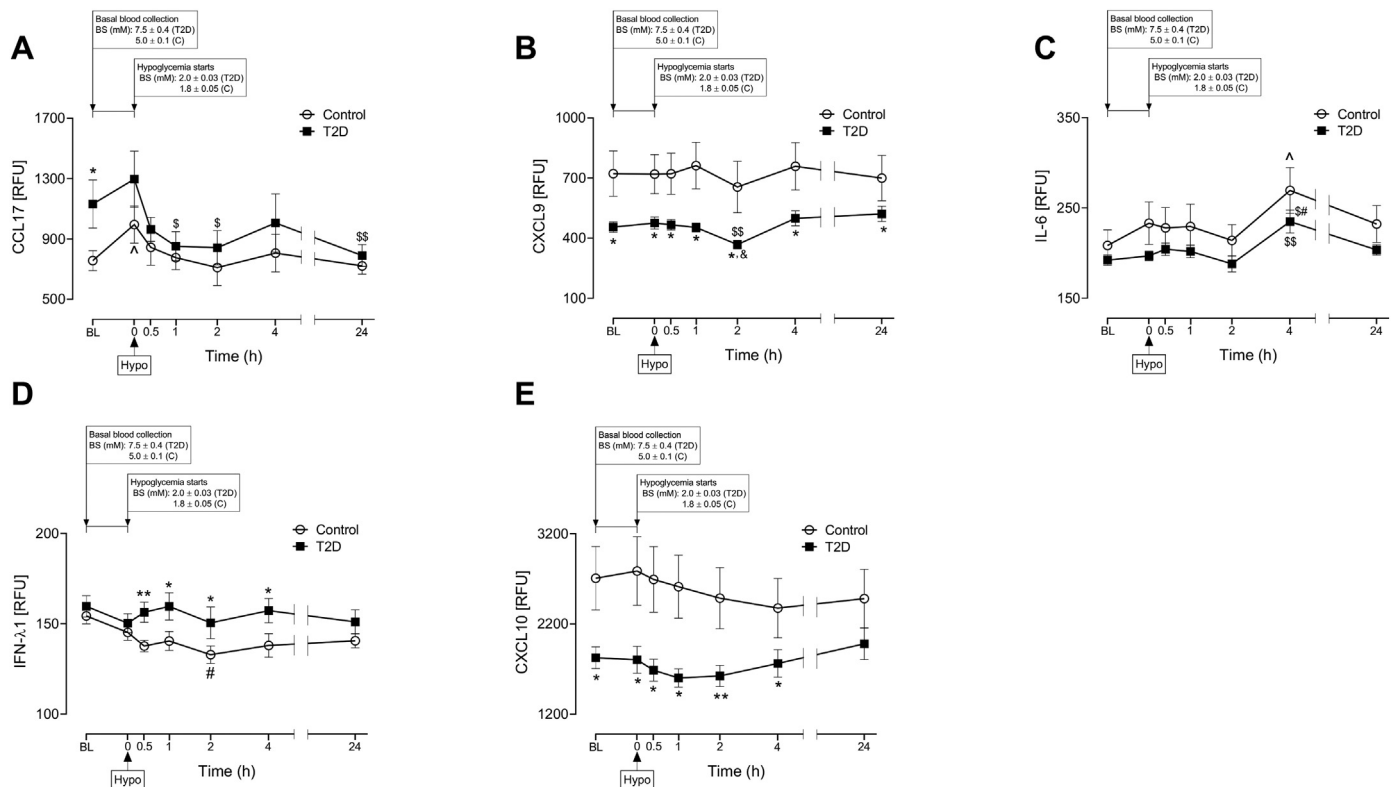 A
Basal blood collection
BS (mM): 7.5 ± 0.4 (T2D)
5.0 ± 0.1 (C)
Hypoglycemia starts
BS (mM): 2.0 ± 0.03 (T2D)
1.8 ± 0.05 (C)
Control
T2D
CCL17 [RFU]
1700
1300
900
500
*
^
$
$
$$
BL
0
0.5
1
2
4
24
Time (h)
Hypo
B
Basal blood collection
BS (mM): 7.5 ± 0.4 (T2D)
5.0 ± 0.1 (C)
Hypoglycemia starts
BS (mM): 2.0 ± 0.03 (T2D)
1.8 ± 0.05 (C)
Control
T2D
CXCL9 [RFU]
1000
700
400
100
*
*
*
*
$$
*,&
*
*
BL
0
0.5
1
2
4
24
Time (h)
Hypo
C
Basal blood collection
BS (mM): 7.5 ± 0.4 (T2D)
5.0 ± 0.1 (C)
Hypoglycemia starts
BS (mM): 2.0 ± 0.03 (T2D)
1.8 ± 0.05 (C)
Control
T2D
IL-6 [RFU]
350
250
150
^
$#
$$
BL
0
0.5
1
2
4
24
Time (h)
Hypo
D
Basal blood collection
BS (mM): 7.5 ± 0.4 (T2D)
5.0 ± 0.1 (C)
Hypoglycemia starts
BS (mM): 2.0 ± 0.03 (T2D)
1.8 ± 0.05 (C)
Control
T2D
IFN-λ1 [RFU]
200
150
100
**
*
*
*
#
BL
0
0.5
1
2
4
24
Time (h)
Hypo
E
Basal blood collection
BS (mM): 7.5 ± 0.4 (T2D)
5.0 ± 0.1 (C)
Hypoglycemia starts
BS (mM): 2.0 ± 0.03 (T2D)
1.8 ± 0.05 (C)
Control
T2D
CXCL10 [RFU]
3200
2200
1200
*
*
*
*
**
*
BL
0
0.5
1
2
4
24
Time (h)
Hypo